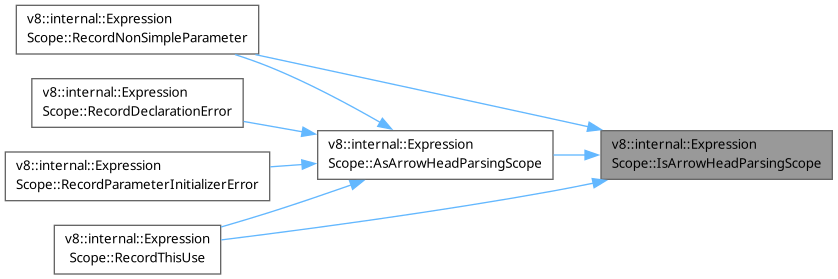 v8::internal::Expression
Scope::RecordNonSimpleParameter
v8::internal::Expression
Scope::RecordDeclarationError
v8::internal::Expression
Scope::RecordParameterInitializerError
v8::internal::Expression
Scope::RecordThisUse
v8::internal::Expression
Scope::AsArrowHeadParsingScope
v8::internal::Expression
Scope::IsArrowHeadParsingScope